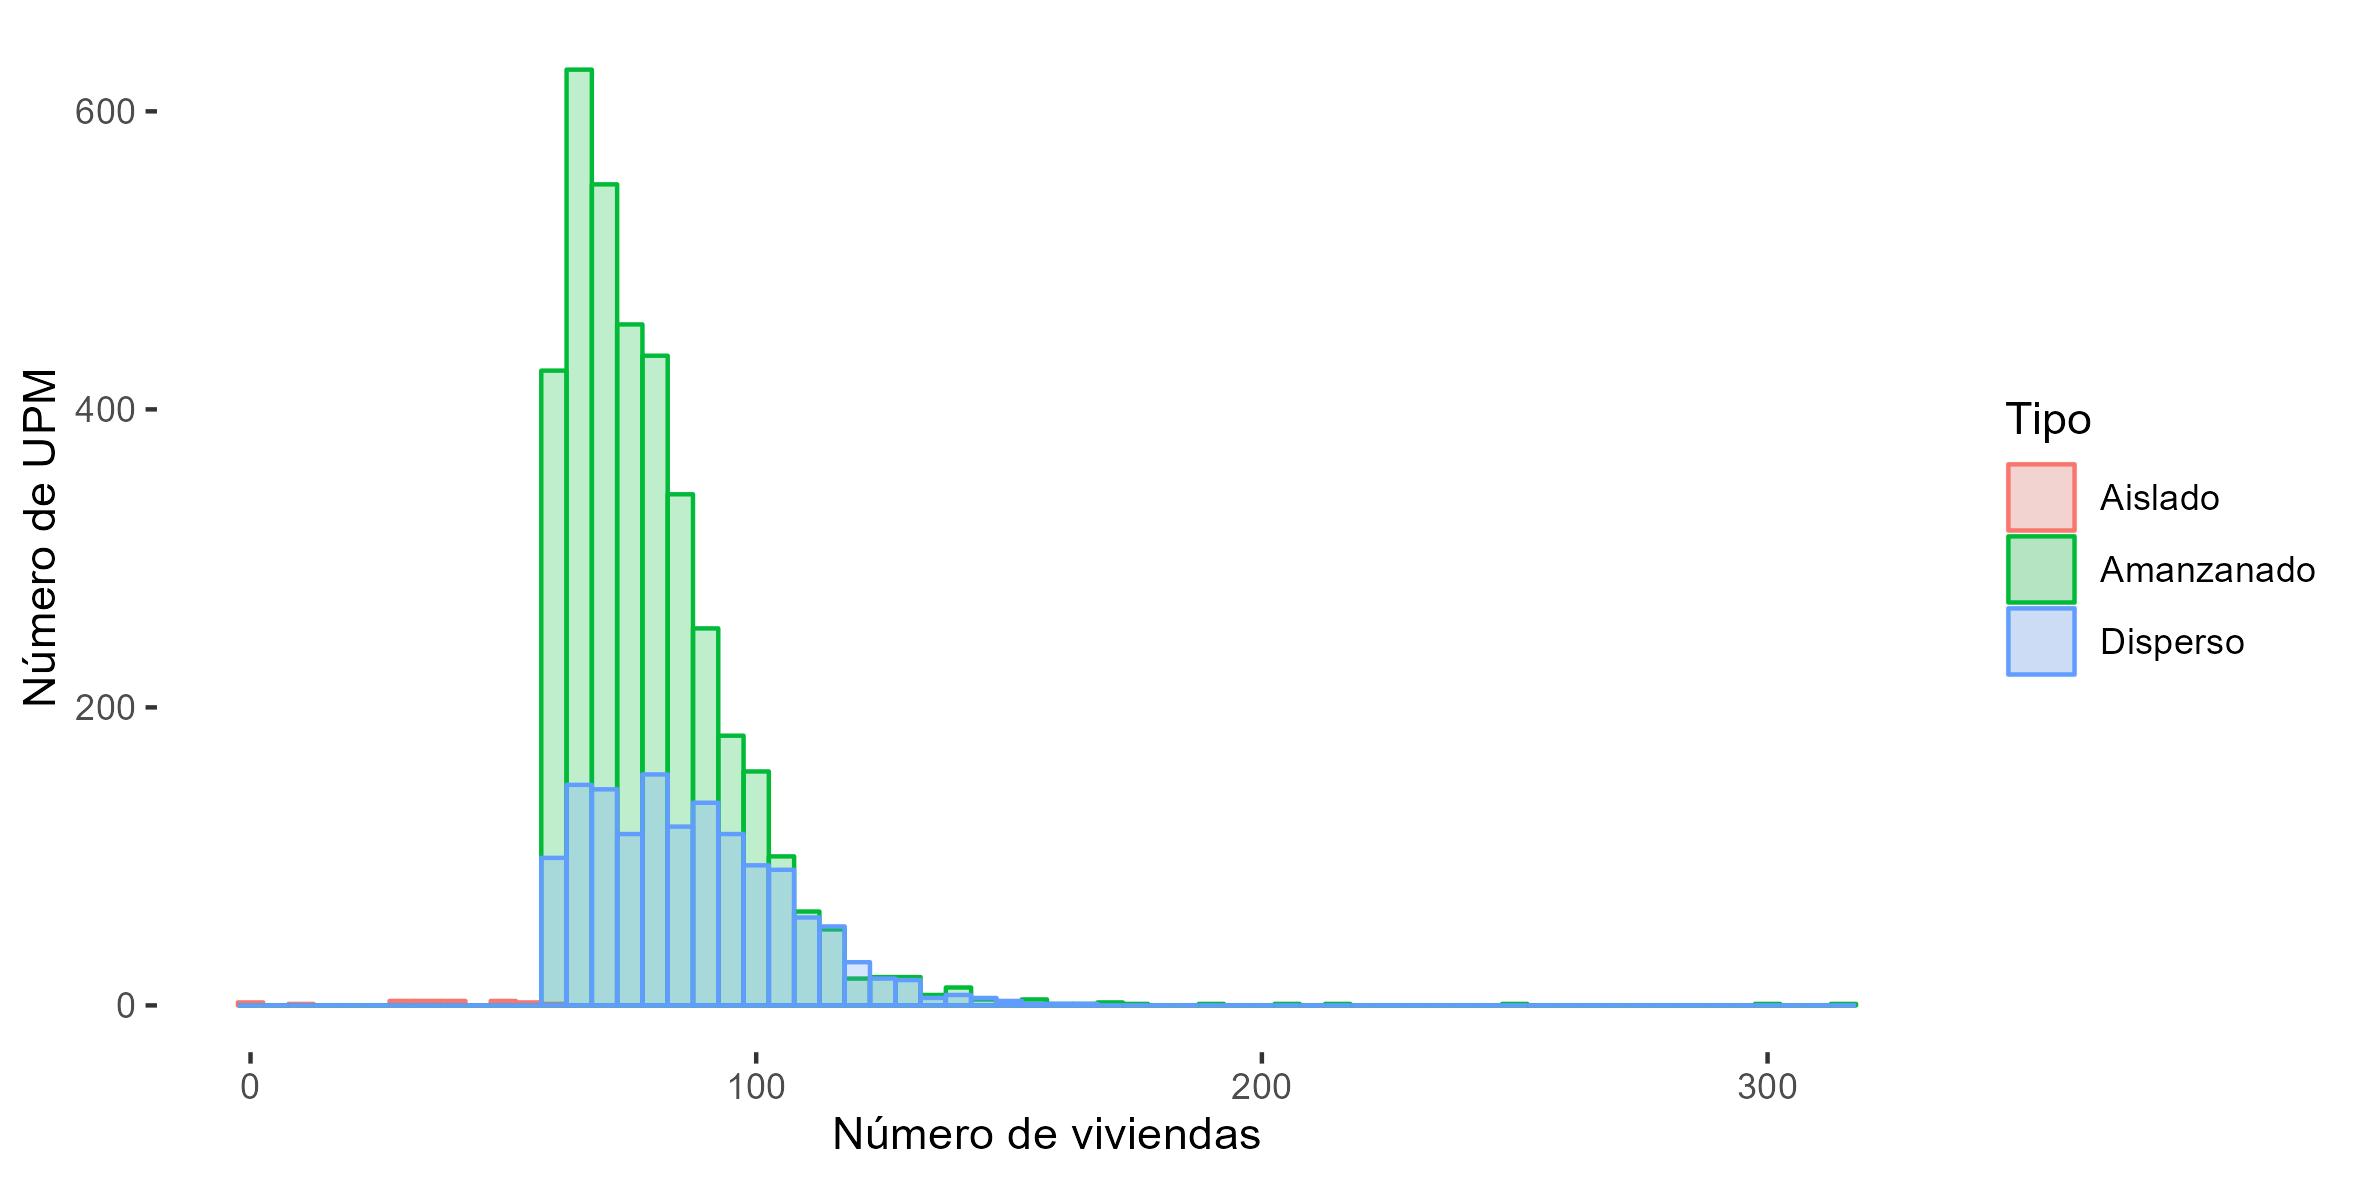 Número de UPM
600
400
200
0
0
100
200
300
Número de viviendas
Tipo
Aislado
Amanzanado
Disperso